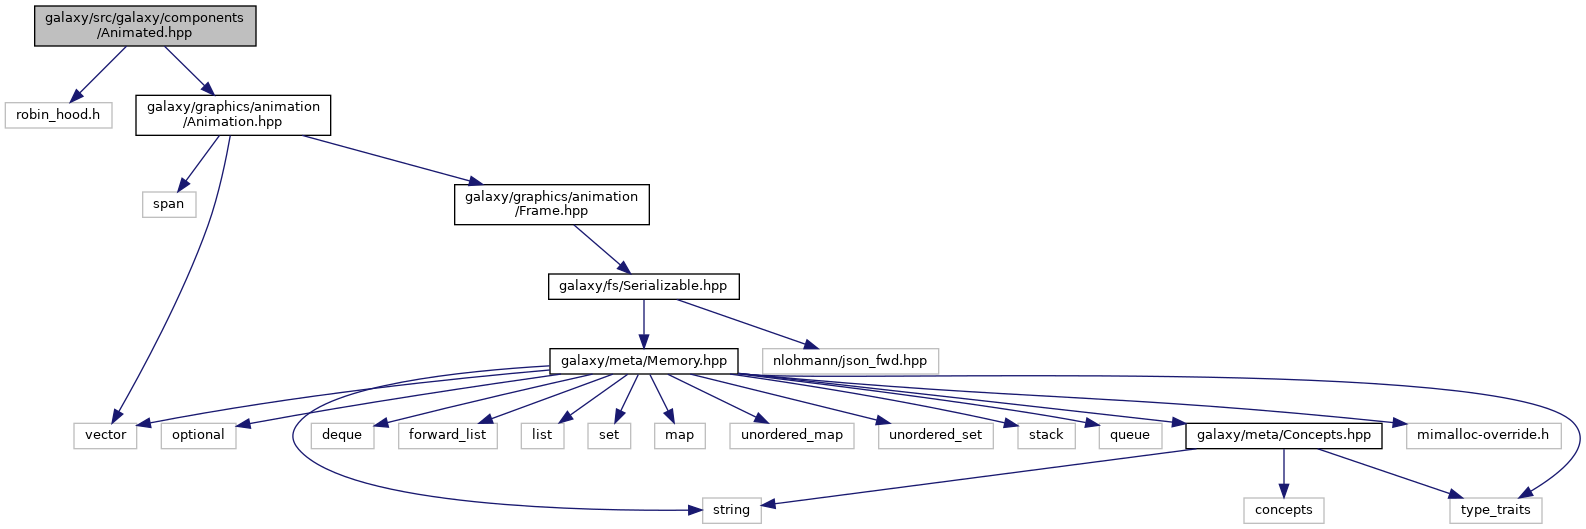 galaxy/src/galaxy/components
/Animated.hpp
robin_hood.h
galaxy/graphics/animation
/Animation.hpp
span
galaxy/graphics/animation
/Frame.hpp
galaxy/fs/Serializable.hpp
galaxy/meta/Memory.hpp
nlohmann/json_fwd.hpp
vector
optional
deque
forward_list
list
set
map
unordered_map
unordered_set
stack
queue
galaxy/meta/Concepts.hpp
mimalloc-override.h
string
concepts
type_traits